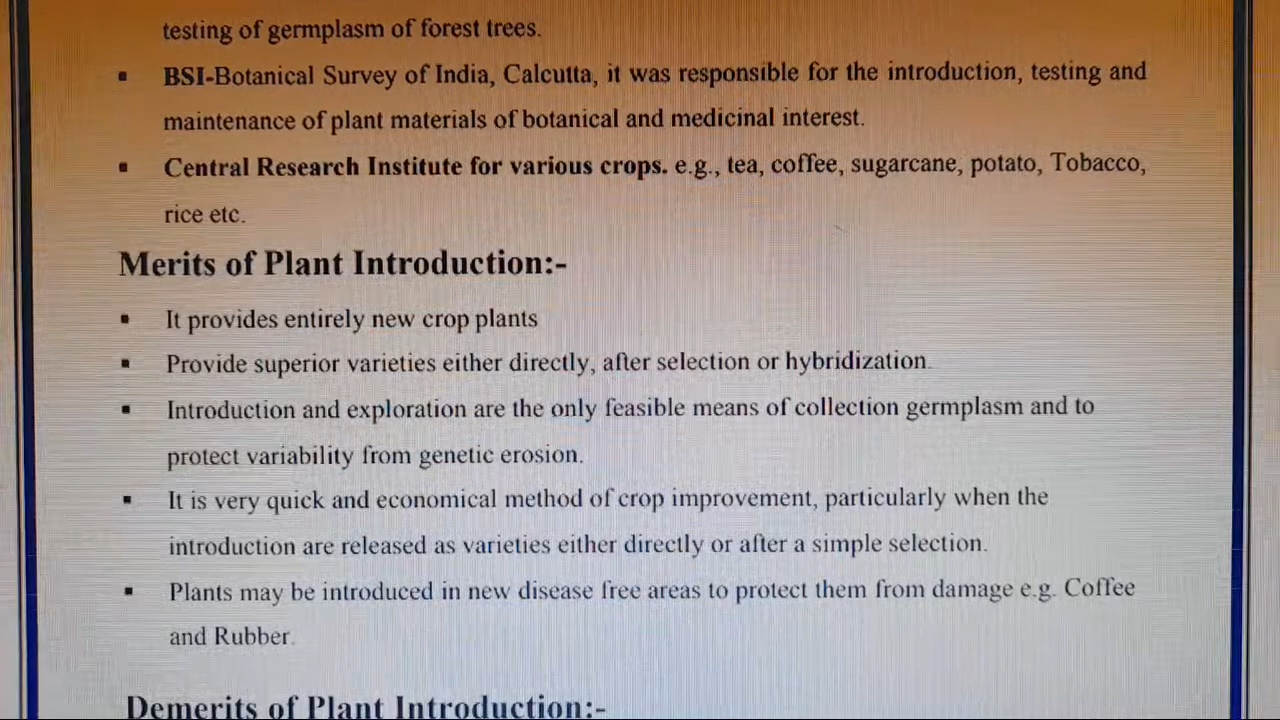 testing of germplasm of forest trees.
▪ BSI-Botanical Survey of India, Calcutta, it was responsible for the introduction, testing and
maintenance of plant materials of botanical and medicinal interest.
▪ Central Research Institute for various crops. e.g., tea, coffee, sugarcane, potato, Tobacco,
rice etc.
Merits of Plant Introduction:-
▪ It provides entirely new crop plants
▪ Provide superior varieties either directly, after selection or hybridization.
▪ Introduction and exploration are the only feasible means of collection germplasm and to
protect variability from genetic erosion.
▪ It is very quick and economical method of crop improvement, particularly when the
introduction are released as varieties either directly or after a simple selection.
▪ Plants may be introduced in new disease free areas to protect them from damage e.g. Coffee
and Rubber.
Demerits of Plant Introduction:-